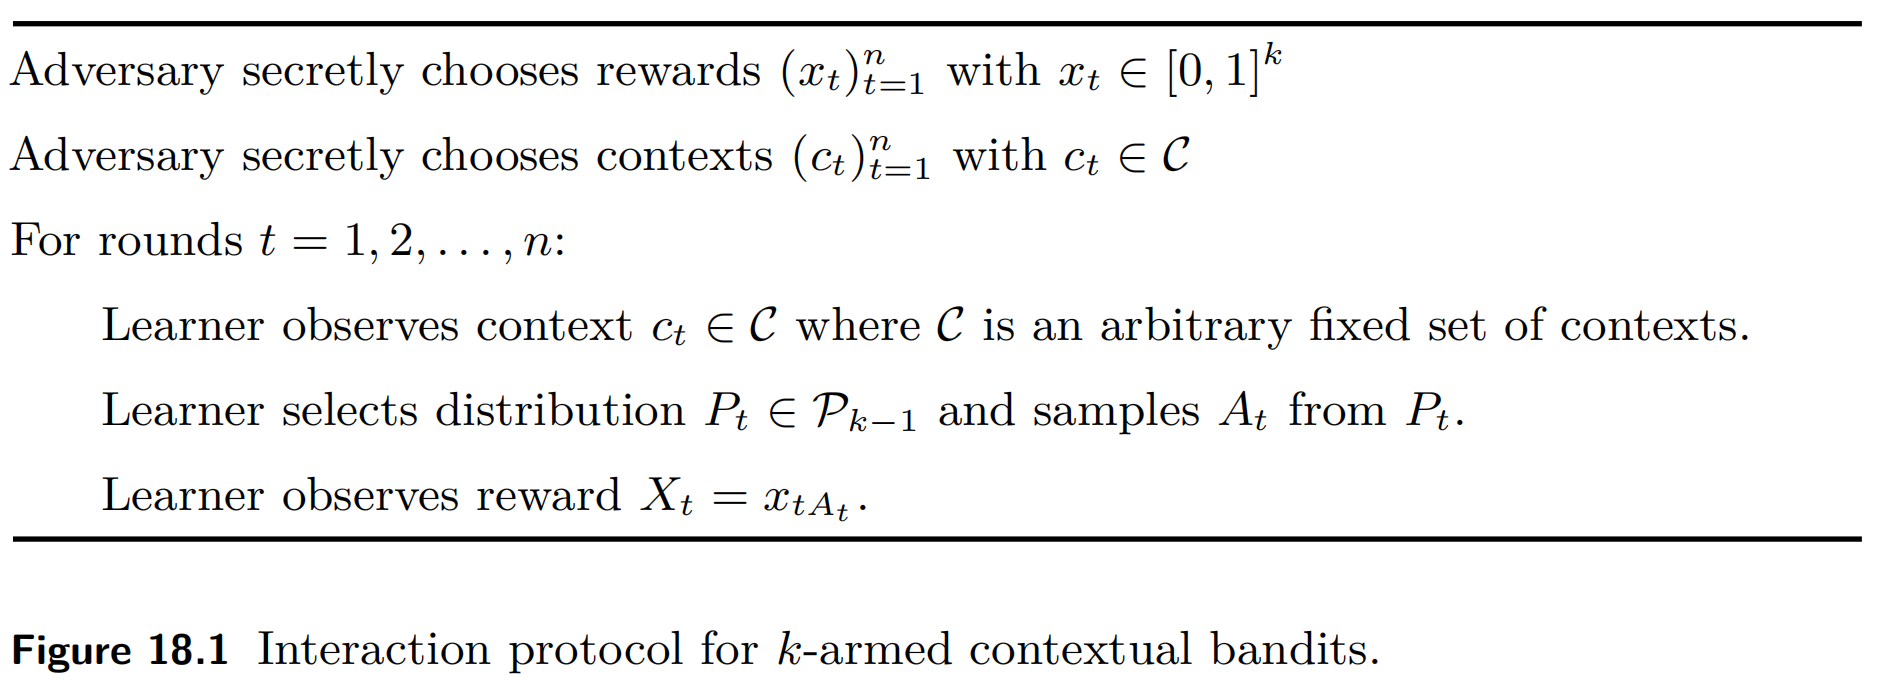 Adversary secretly chooses rewards $(x_t)_{t=1}^n$ with $x_t \in [0, 1]^k$
Adversary secretly chooses contexts $(c_t)_{t=1}^n$ with $c_t \in \mathcal{C}$
For rounds $t = 1, 2, \ldots, n$:
Learner observes context $c_t \in \mathcal{C}$ where $\mathcal{C}$ is an arbitrary fixed set of contexts.
Learner selects distribution $P_t \in \mathcal{P}_{k-1}$ and samples $A_t$ from $P_t$.
Learner observes reward $X_t = x_{tA_t}$.
Figure 18.1 Interaction protocol for $k$-armed contextual bandits.